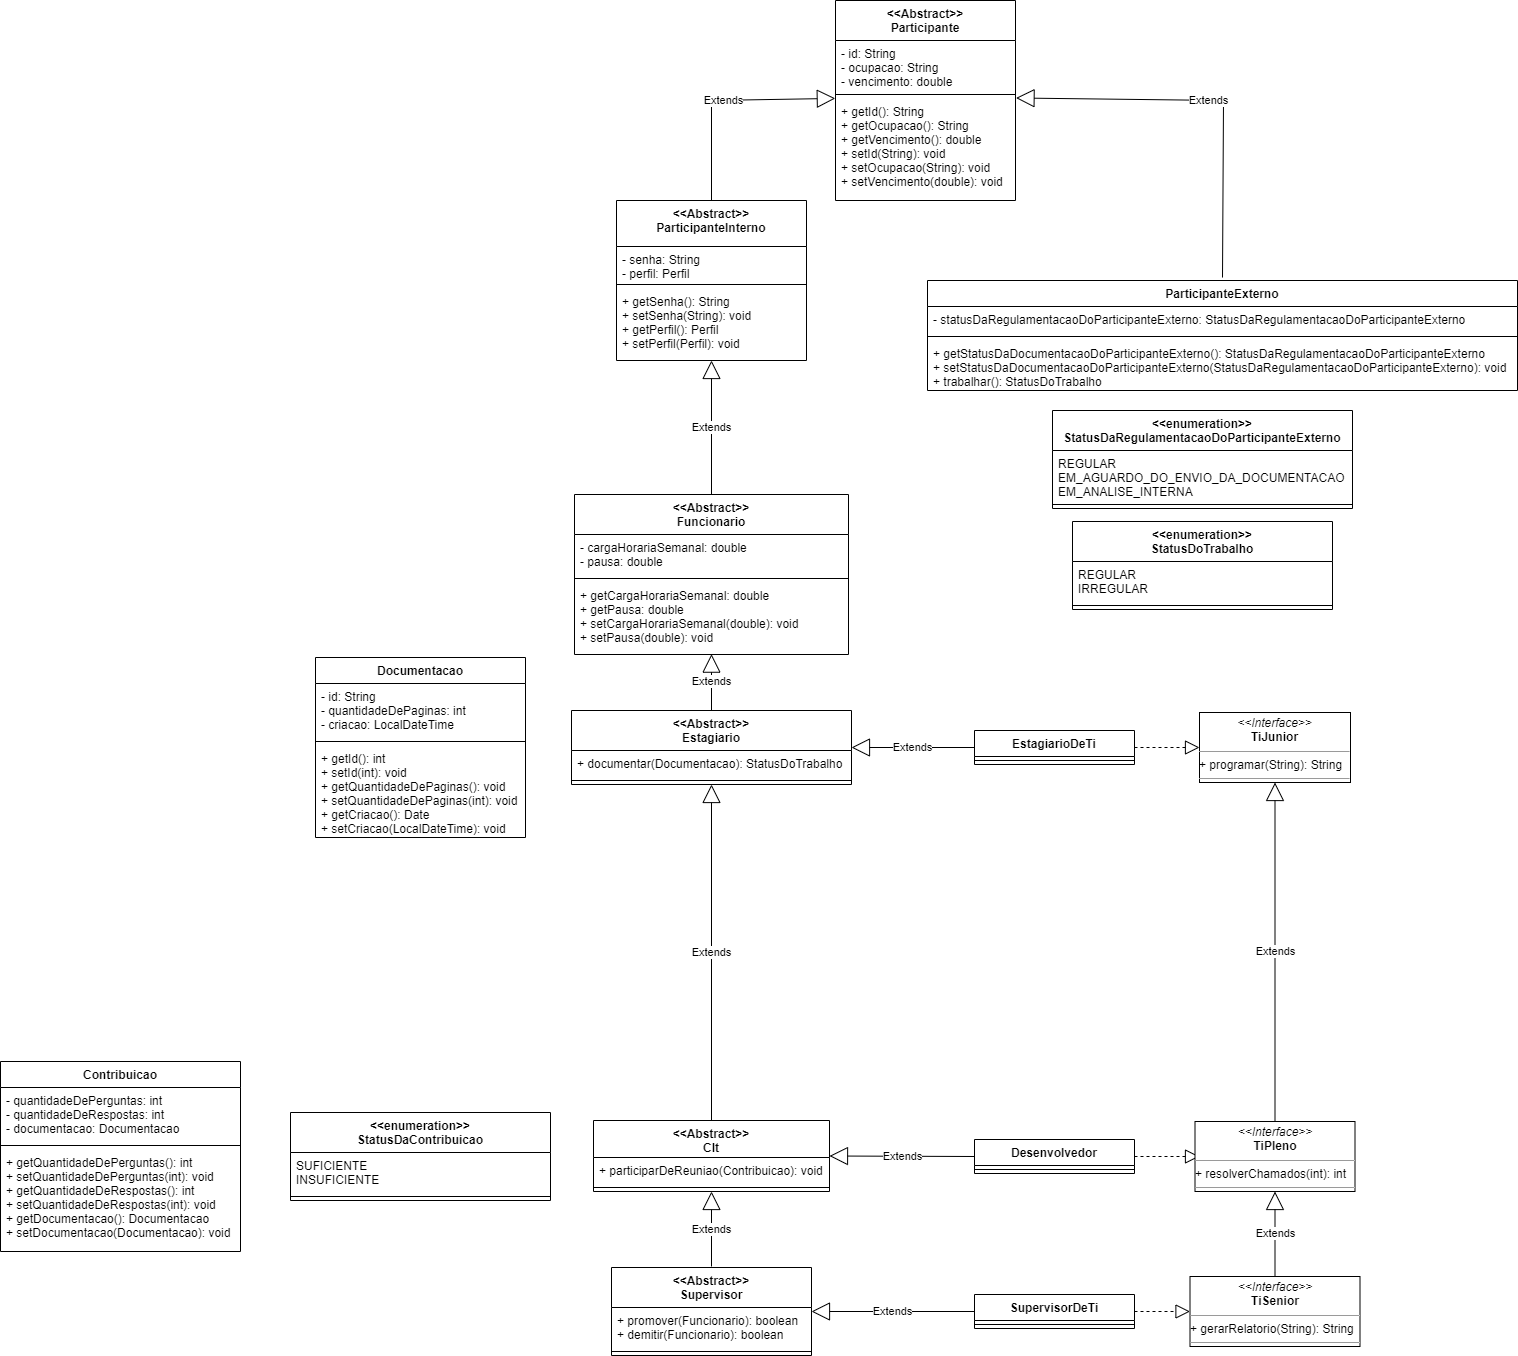 <<Abstract>>
Participante
- id: String
- ocupacao: String
- vencimento: double
+ getId(): String
+ getOcupacao(): String
+ getVencimento(): double
+ setId(String): void
+ setOcupacao(String): void
+ setVencimento(double): void
Extends
Extends
<<Abstract>>
ParticipanteInterno
- senha: String
- perfil: Perfil
+ getSenha(): String
+ setSenha(String): void
+ getPerfil(): Perfil
+ setPerfil(Perfil): void
ParticipanteExterno
- statusDaRegulamentacaoDoParticipanteExterno: StatusDaRegulamentacaoDoParticipanteExterno
+ getStatusDaDocumentacaoDoParticipanteExterno(): StatusDaRegulamentacaoDoParticipanteExterno
+ setStatusDaDocumentacaoDoParticipanteExterno(StatusDaRegulamentacaoDoParticipanteExterno): void
+ trabalhar(): StatusDoTrabalho
Extends
<<enumeration>>
StatusDaRegulamentacaoDoParticipanteExterno
REGULAR
EM_AGUARDO_DO_ENVIO_DA_DOCUMENTACAO
EM_ANALISE_INTERNA
<<Abstract>>
Funcionario
- cargaHorariaSemanal: double
- pausa: double
+ getCargaHorariaSemanal: double
+ getPausa: double
+ setCargaHorariaSemanal(double): void
+ setPausa(double): void
<<enumeration>>
StatusDoTrabalho
REGULAR
IRREGULAR
Extends
Documentacao
- id: String
- quantidadeDePaginas: int
- criacao: LocalDateTime
+ getId(): int
+ setId(int): void
+ getQuantidadeDePaginas(): void
+ setQuantidadeDePaginas(int): void
+ getCriacao(): Date
+ setCriacao(LocalDateTime): void
<<Abstract>>
Estagiario
+ documentar(Documentacao): StatusDoTrabalho
Extends
EstagiarioDeTi
<<Interface>>
TiJunior
+ programar(String): String
Extends
Extends
Contribuicao
- quantidadeDePerguntas: int
- quantidadeDeRespostas: int
- documentacao: Documentacao
+ getQuantidadeDePerguntas(): int
+ setQuantidadeDePerguntas(int): void
+ getQuantidadeDeRespostas(): int
+ setQuantidadeDeRespostas(int): void
+ getDocumentacao(): Documentacao
+ setDocumentacao(Documentacao): void
<<enumeration>>
StatusDaContribuicao
SUFICIENTE
INSUFICIENTE
<<Abstract>>
Clt
+ participarDeReuniao(Contribuicao): void
Extends
Desenvolvedor
<<Interface>>
TiPleno
+ resolverChamados(int): int
Extends
Extends
<<Abstract>>
Supervisor
+ promover(Funcionario): boolean
+ demitir(Funcionario): boolean
Extends
SupervisorDeTi
<<Interface>>
TiSenior
+ gerarRelatorio(String): String